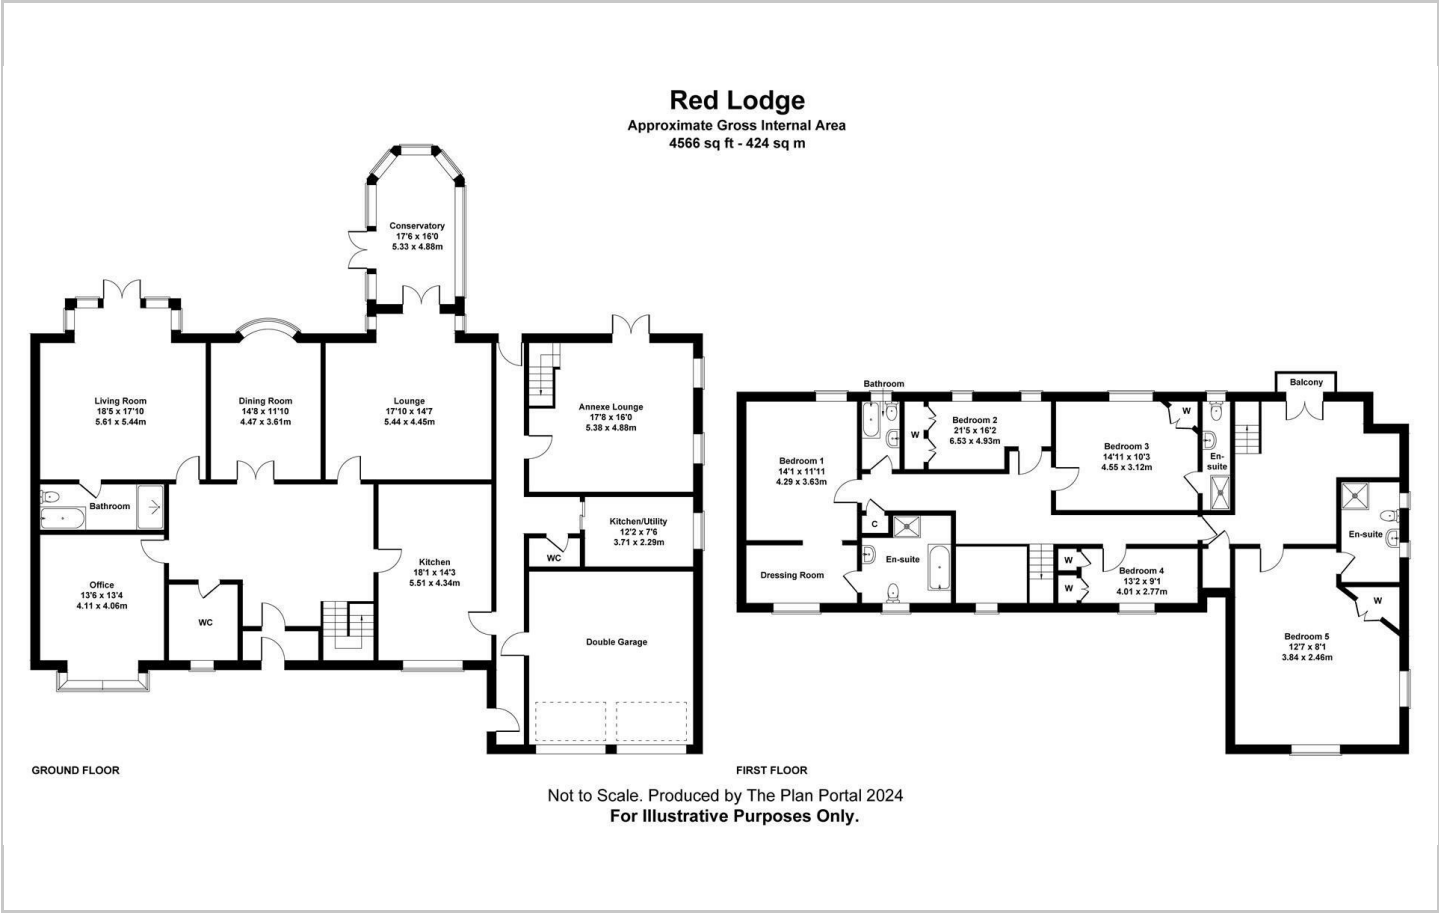 Red Lodge
Approximate Gross Internal Area
4566 sq ft - 424 sq m
Conservatory
17'6 x 16'0
5.33 x 4.88m
Living Room
18'5 x 17'10
5.61 x 5.44m
Dining Room
14'8 x 11'10
4.47 x 3.61m
Lounge
17'10 x 14'7
5.44 x 4.45m
Annexe Lounge
17'8 x 16'0
5.38 x 4.88m
Bathroom
Kitchen/Utility
12'2 x 7'6
3.71 x 2.29m
WC
Office
13'6 x 13'4
4.11 x 4.06m
Kitchen
18'1 x 14'3
5.51 x 4.34m
WC
Double Garage
GROUND FLOOR
Balcony
Bathroom
W
Bedroom 2
21'5 x 16'2
6.53 x 4.93m
W
Bedroom 3
14'11 x 10'3
4.55 x 3.12m
En-
suite
Bedroom 1
14'1 x 11'11
4.29 x 3.63m
C
En-suite
En-suite
Dressing Room
W
W
Bedroom 4
13'2 x 9'1
4.01 x 2.77m
W
Bedroom 5
12'7 x 8'1
3.84 x 2.46m
FIRST FLOOR
Not to Scale. Produced by The Plan Portal 2024
For Illustrative Purposes Only.